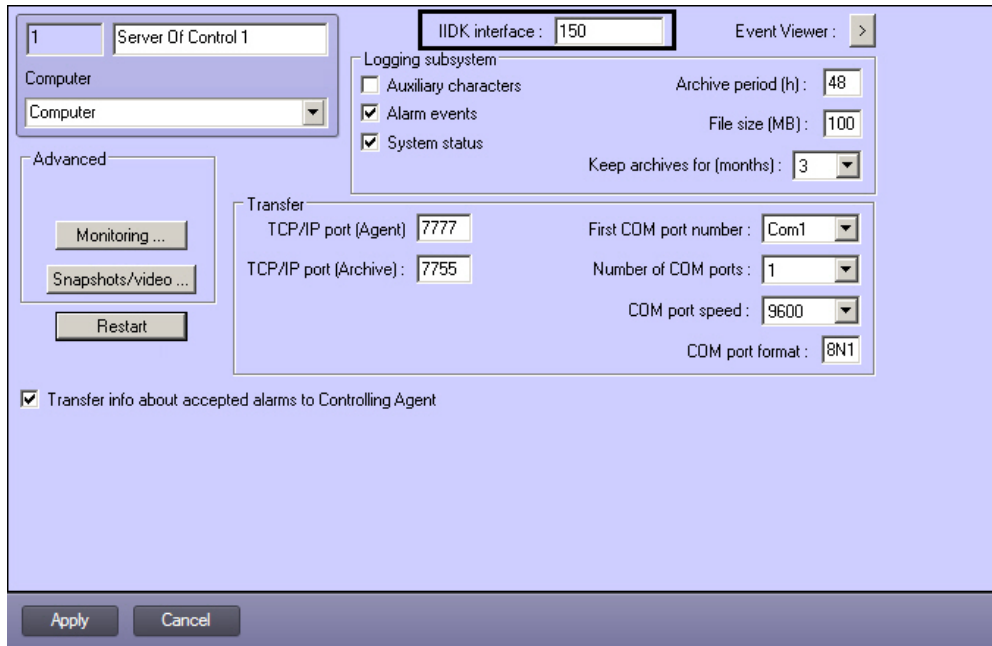 1
Server Of Control 1
Computer
Computer
IIDK interface :
150
Event Viewer :
>
Logging subsystem
Auxiliary characters
Alarm events
System status
Archive period (h) :
48
File size (MB) :
100
Keep archives for (months) :
3
Advanced
Monitoring ...
Snapshots/video ...
Restart
Transfer
TCP/IP port (Agent)
7777
TCP/IP port (Archive) :
7755
First COM port number :
Com1
Number of COM ports :
1
COM port speed :
9600
COM port format :
8N1
Transfer info about accepted alarms to Controlling Agent
Apply
Cancel